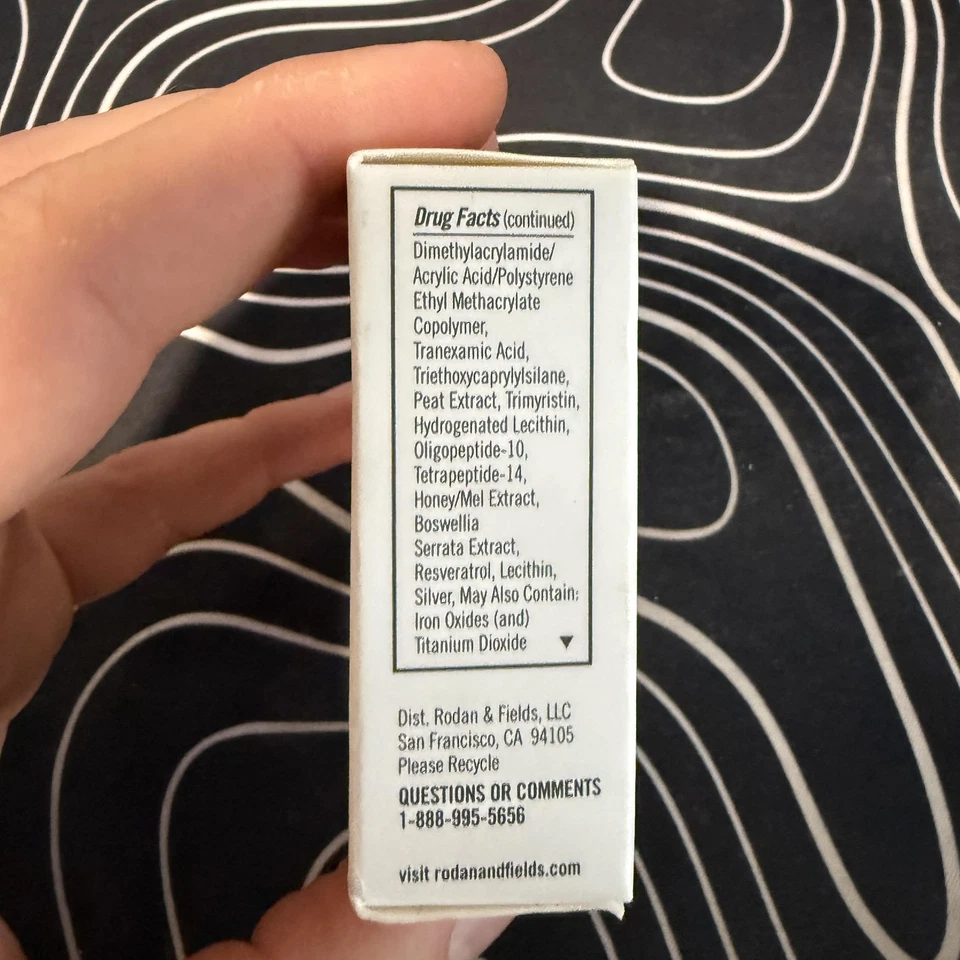 Drug Facts (continued)
Dimethylacrylamide/
Acrylic Acid/Polystyrene
Ethyl Methacrylate
Copolymer,
Tranexamic Acid,
Triethoxycaprylylsilane,
Peat Extract, Trimyristin,
Hydrogenated Lecithin,
Oligopeptide-10,
Tetrapeptide-14,
Honey/Mel Extract,
Boswellia
Serrata Extract,
Resveratrol, Lecithin,
Silver, May Also Contain:
Iron Oxides (and)
Titanium Dioxide
Dist. Rodan & Fields, LLC
San Francisco, CA 94105
Please Recycle
QUESTIONS OR COMMENTS
1-888-995-5656
visit rodanandfields.com